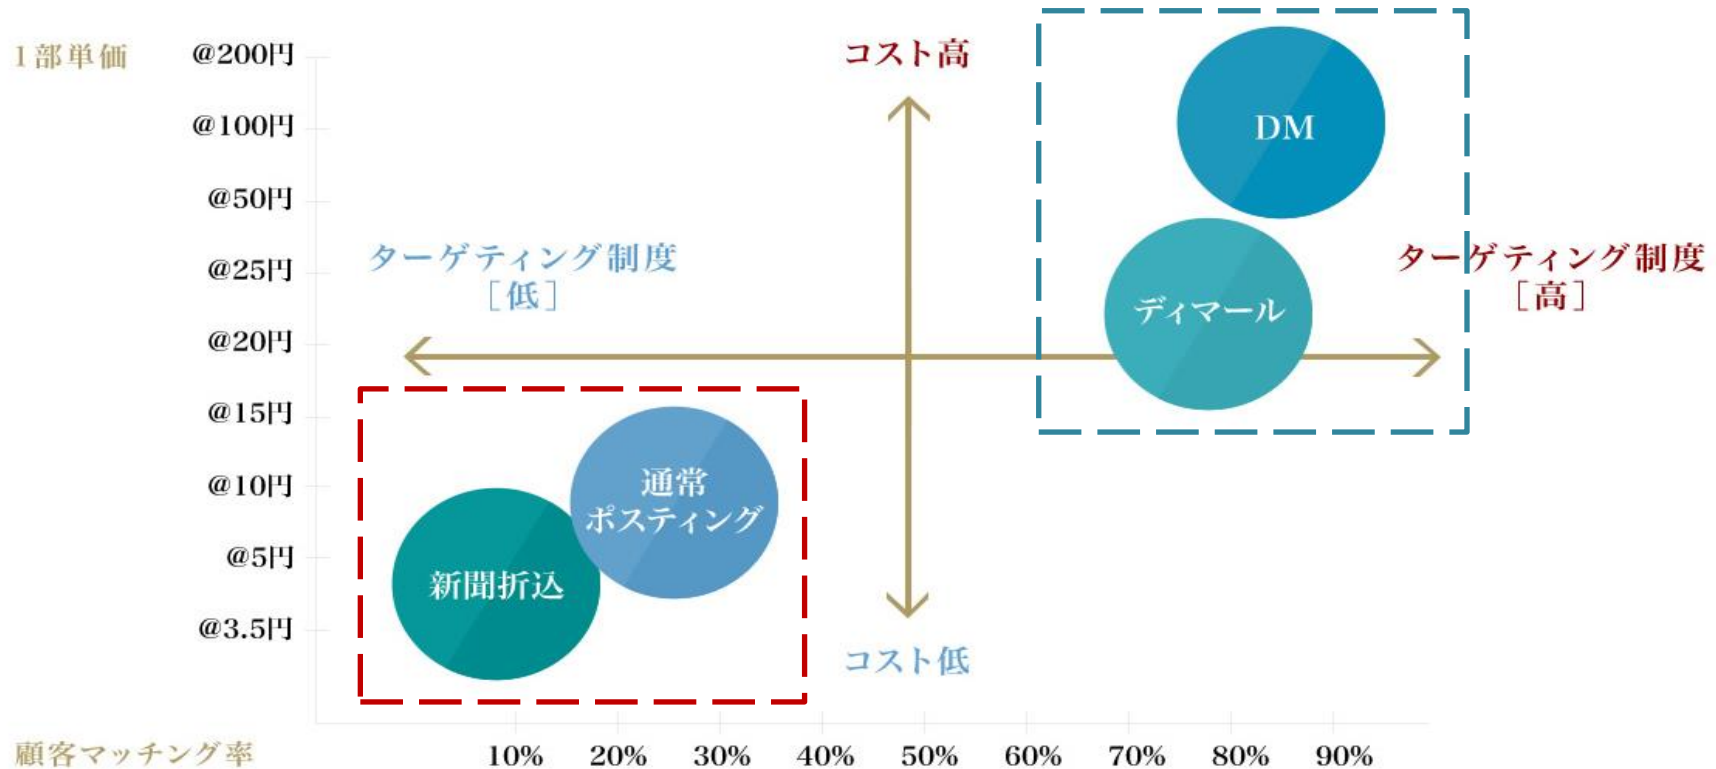 1部単価
@200円
@100円
@50円
@25円
@20円
@15円
@10円
@5円
@3.5円
コスト高
DM
ターゲティング制度
［低］
ターゲティング制度
［高］
ディマール
通常
ポスティング
新聞折込
コスト低
顧客マッチング率
10%
20%
30%
40%
50%
60%
70%
80%
90%